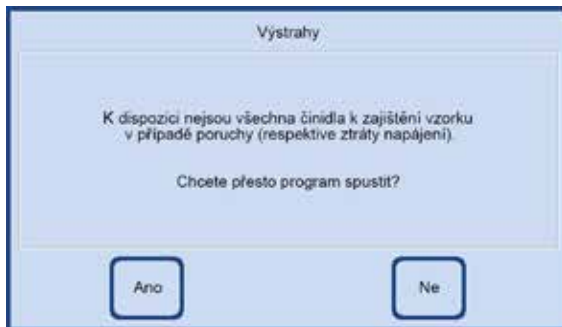 Výstrahy
K dispozici nejsou všechna činidla k zajištění vzorku
v případě poruchy (respektive ztráty napájení).
Chcete přesto program spustit?
Ano
Ne